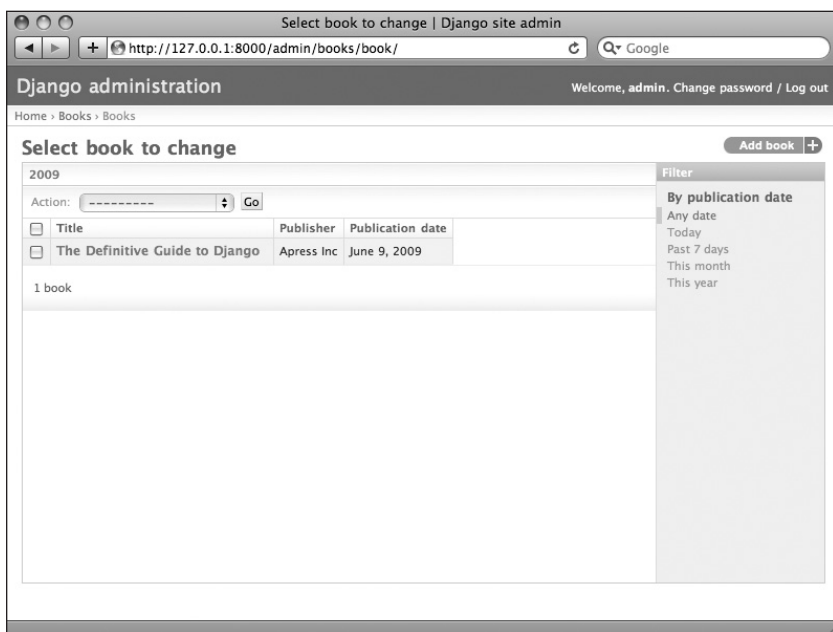 Select book to change | Django site admin
http://127.0.0.1:8000/admin/books/book/
Google
Django administration
Welcome, admin. Change password / Log out
Home › Books › Books
Select book to change
Add book
2009
Filter
Action: --------- Go
By publication date
Any date
Today
Past 7 days
This month
This year
Title Publisher Publication date
The Definitive Guide to Django Apress Inc June 9, 2009
1 book